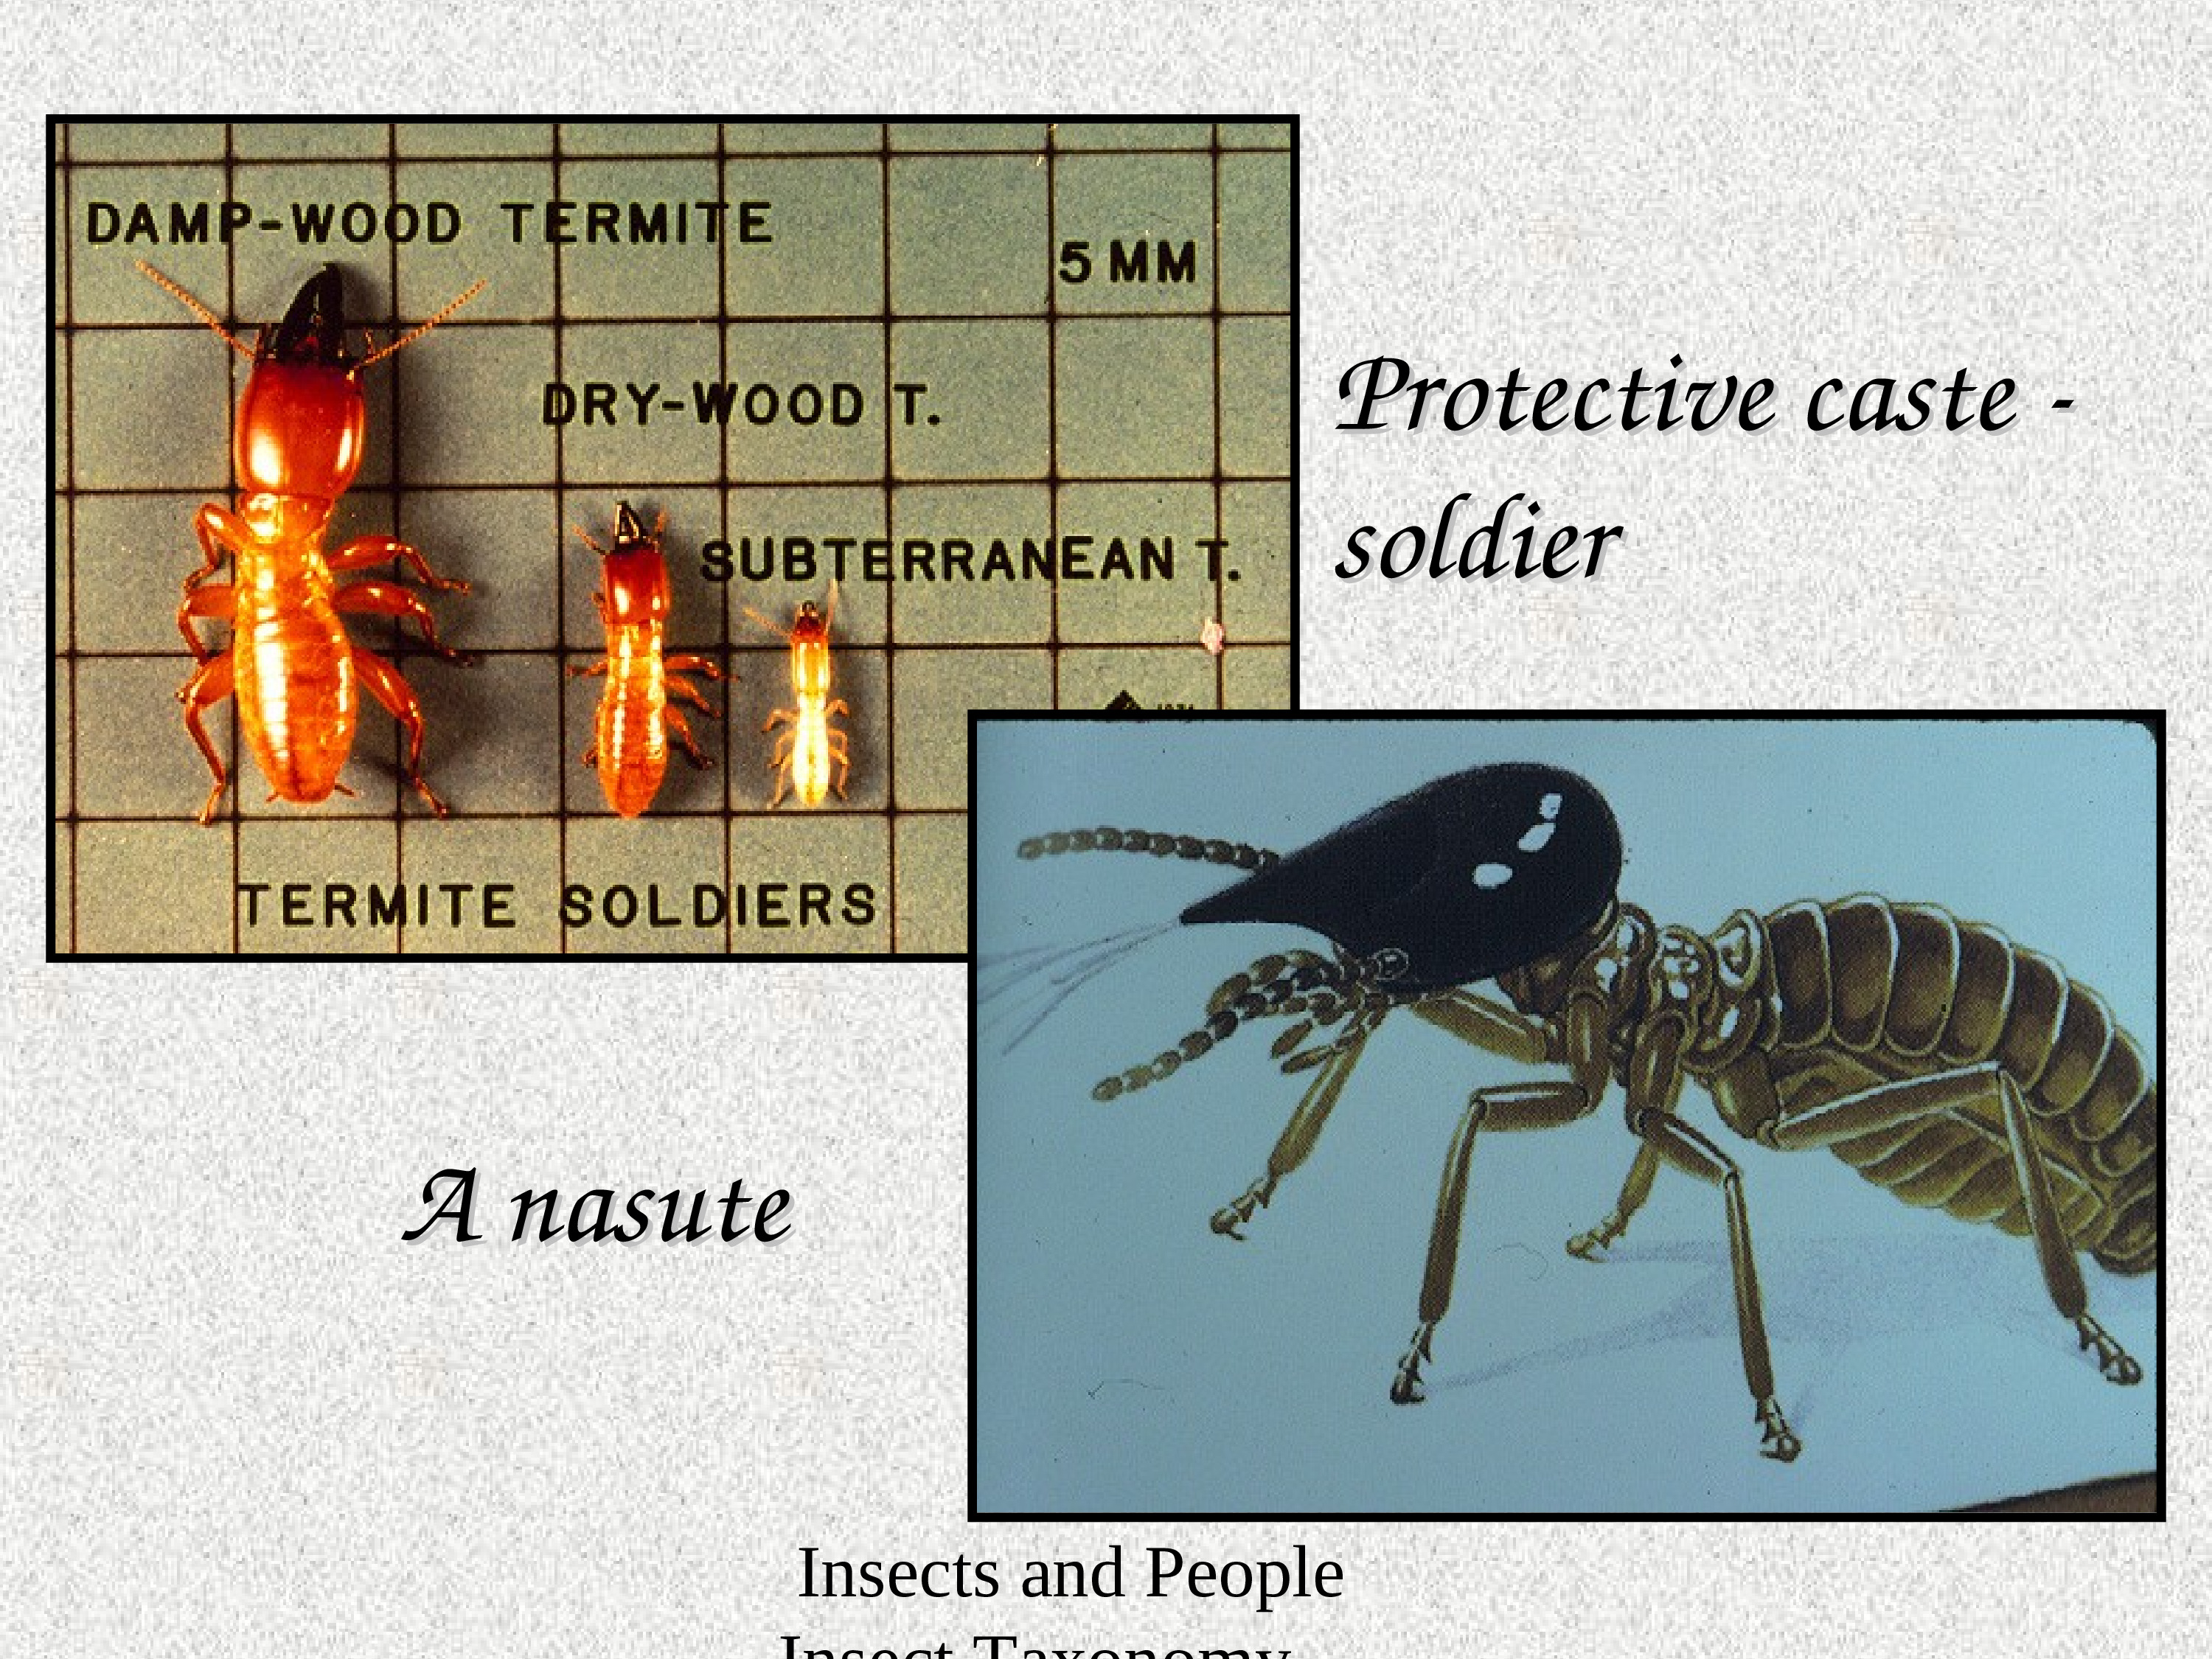 DAMP-WOOD TERMITE
5 MM
DRY-WOOD T.
SUBTERRANEAN T.
TERMITE SOLDIERS
Protective caste -
soldier
A nasute
Insects and People
Insect Taxonomy